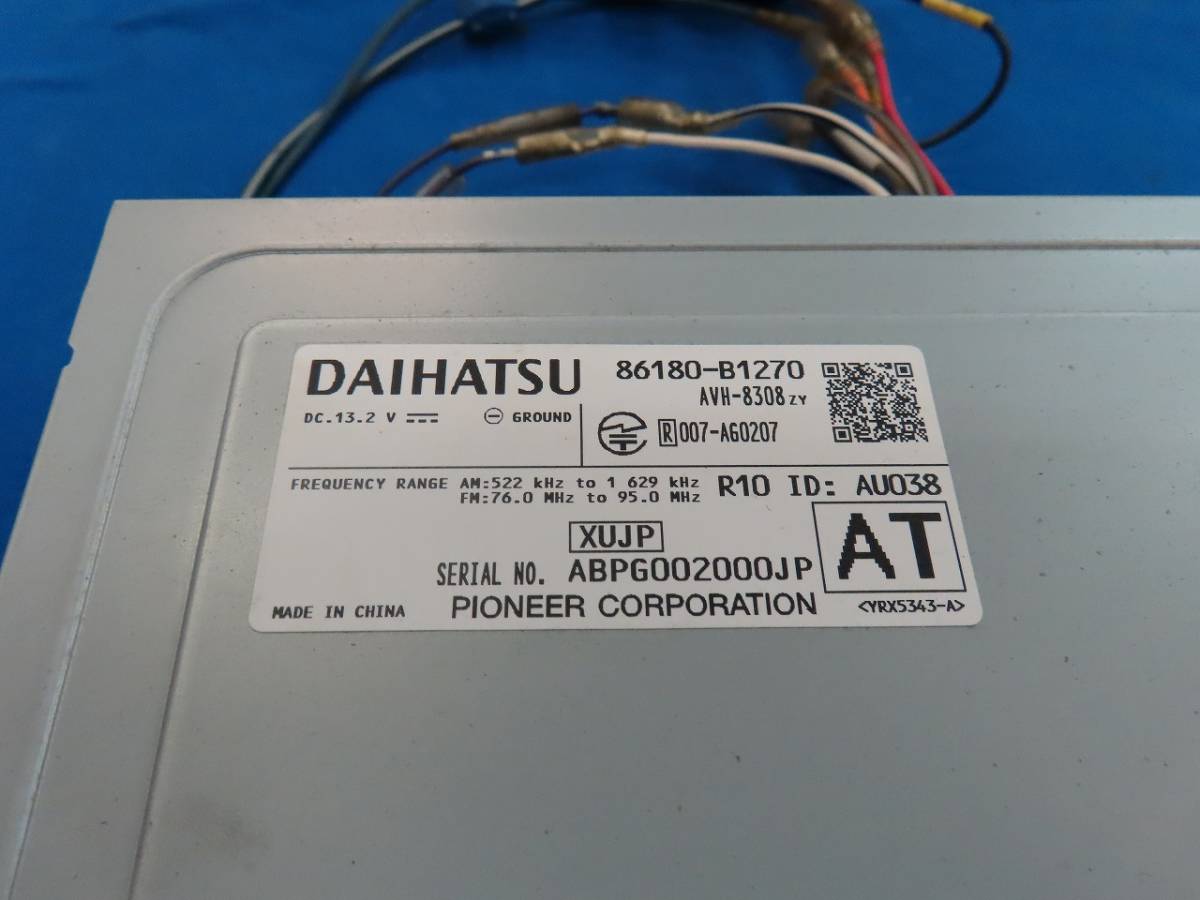 DAIHATSU
86180-B1270
AVH-8308ZY
DC.13.2 V
GROUND
R 007-AG0207
FREQUENCY RANGE AM:522 kHz to 1 629 kHz
FM:76.0 MHz to 95.0 MHz
R10 ID: AU038
XUJP
AT
SERIAL NO. ABPG002000JP
MADE IN CHINA
PIONEER CORPORATION
<YRX5343-A>